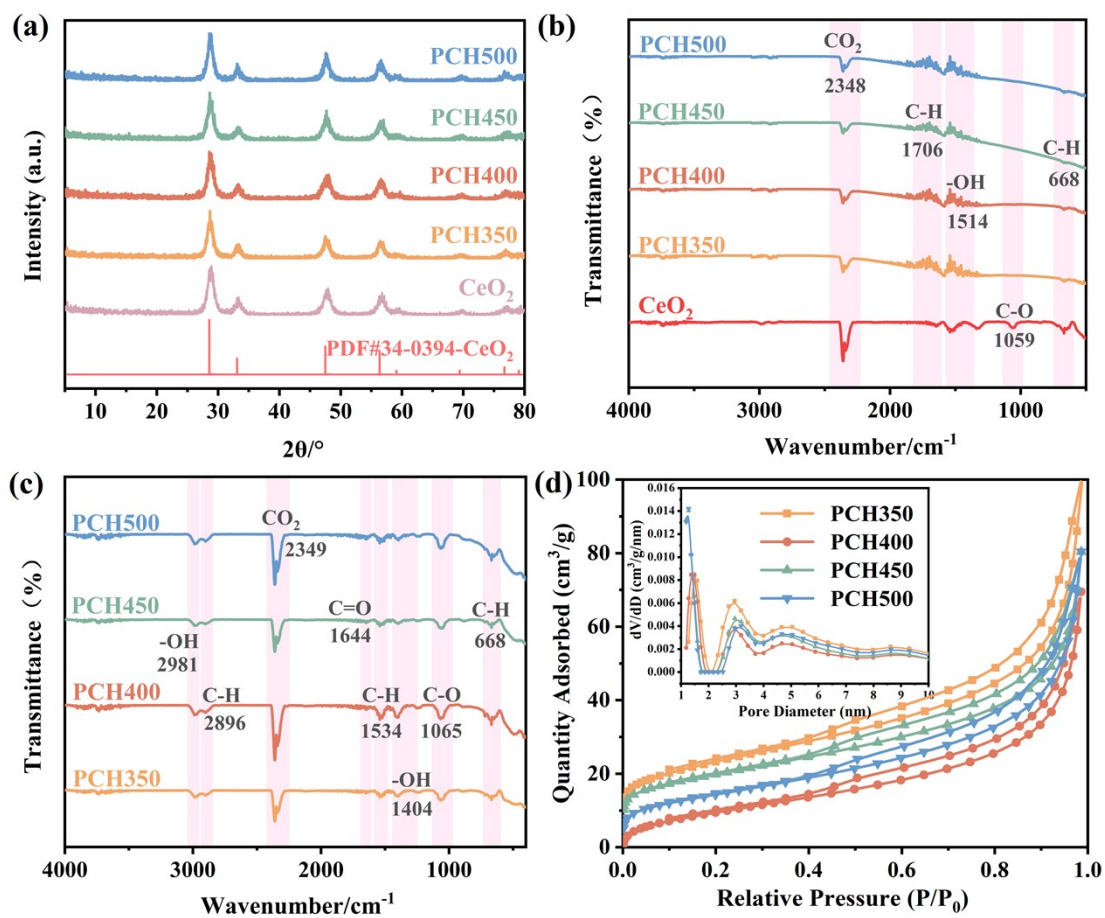 (a)
PCH500
PCH450
PCH400
PCH350
CeO₂
PDF#34-0394-CeO₂
Intensity (a.u.)
10 20 30 40 50 60 70 80
2θ/°
(b)
PCH500
CO₂
2348
PCH450
C-H
1706
C-H
668
PCH400
-OH
1514
PCH350
CeO₂
C-O
1059
Transmittance (%)
4000 3000 2000 1000
Wavenumber/cm⁻¹
(c)
PCH500
CO₂
2349
PCH450
C=O
1644
C-H
668
-OH
2981
PCH400
C-H
2896
C-H
1534
C-O
1065
PCH350
-OH
1404
Transmittance (%)
4000 3000 2000 1000
Wavenumber/cm⁻¹
(d)
100
80
60
40
20
0
Quantity Adsorbed (cm³/g)
0.016
0.014
0.012
0.010
0.008
0.006
0.004
0.002
0.000
dV/dD (cm³/g/nm)
1 2 3 4 5 6 7 8 9 10
Pore Diameter (nm)
PCH350
PCH400
PCH450
PCH500
0.0 0.2 0.4 0.6 0.8 1.0
Relative Pressure (P/P₀)